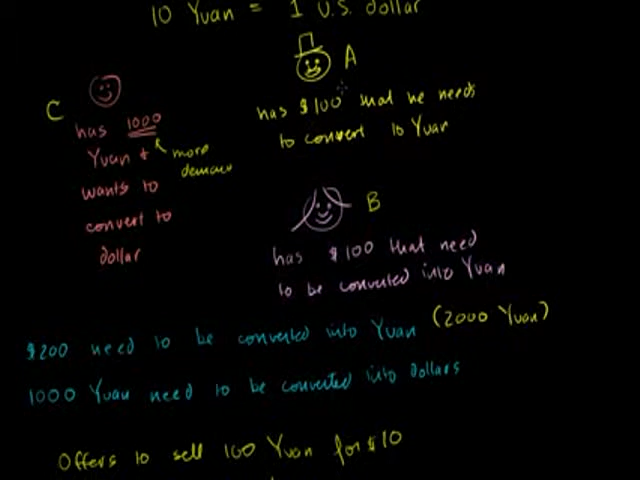 10 Yuan = 1 U.S. dollar
A
has $100 that he needs
to convert to Yuan
C
has 1000
Yuan +
wants to
convert to
dollar
more
demand
B
has $100 that need
to be converted into Yuan
$200 need to be converted into Yuan (2000 Yuan)
1000 Yuan need to be converted into dollars
Offers to sell 100 Yuan for $10